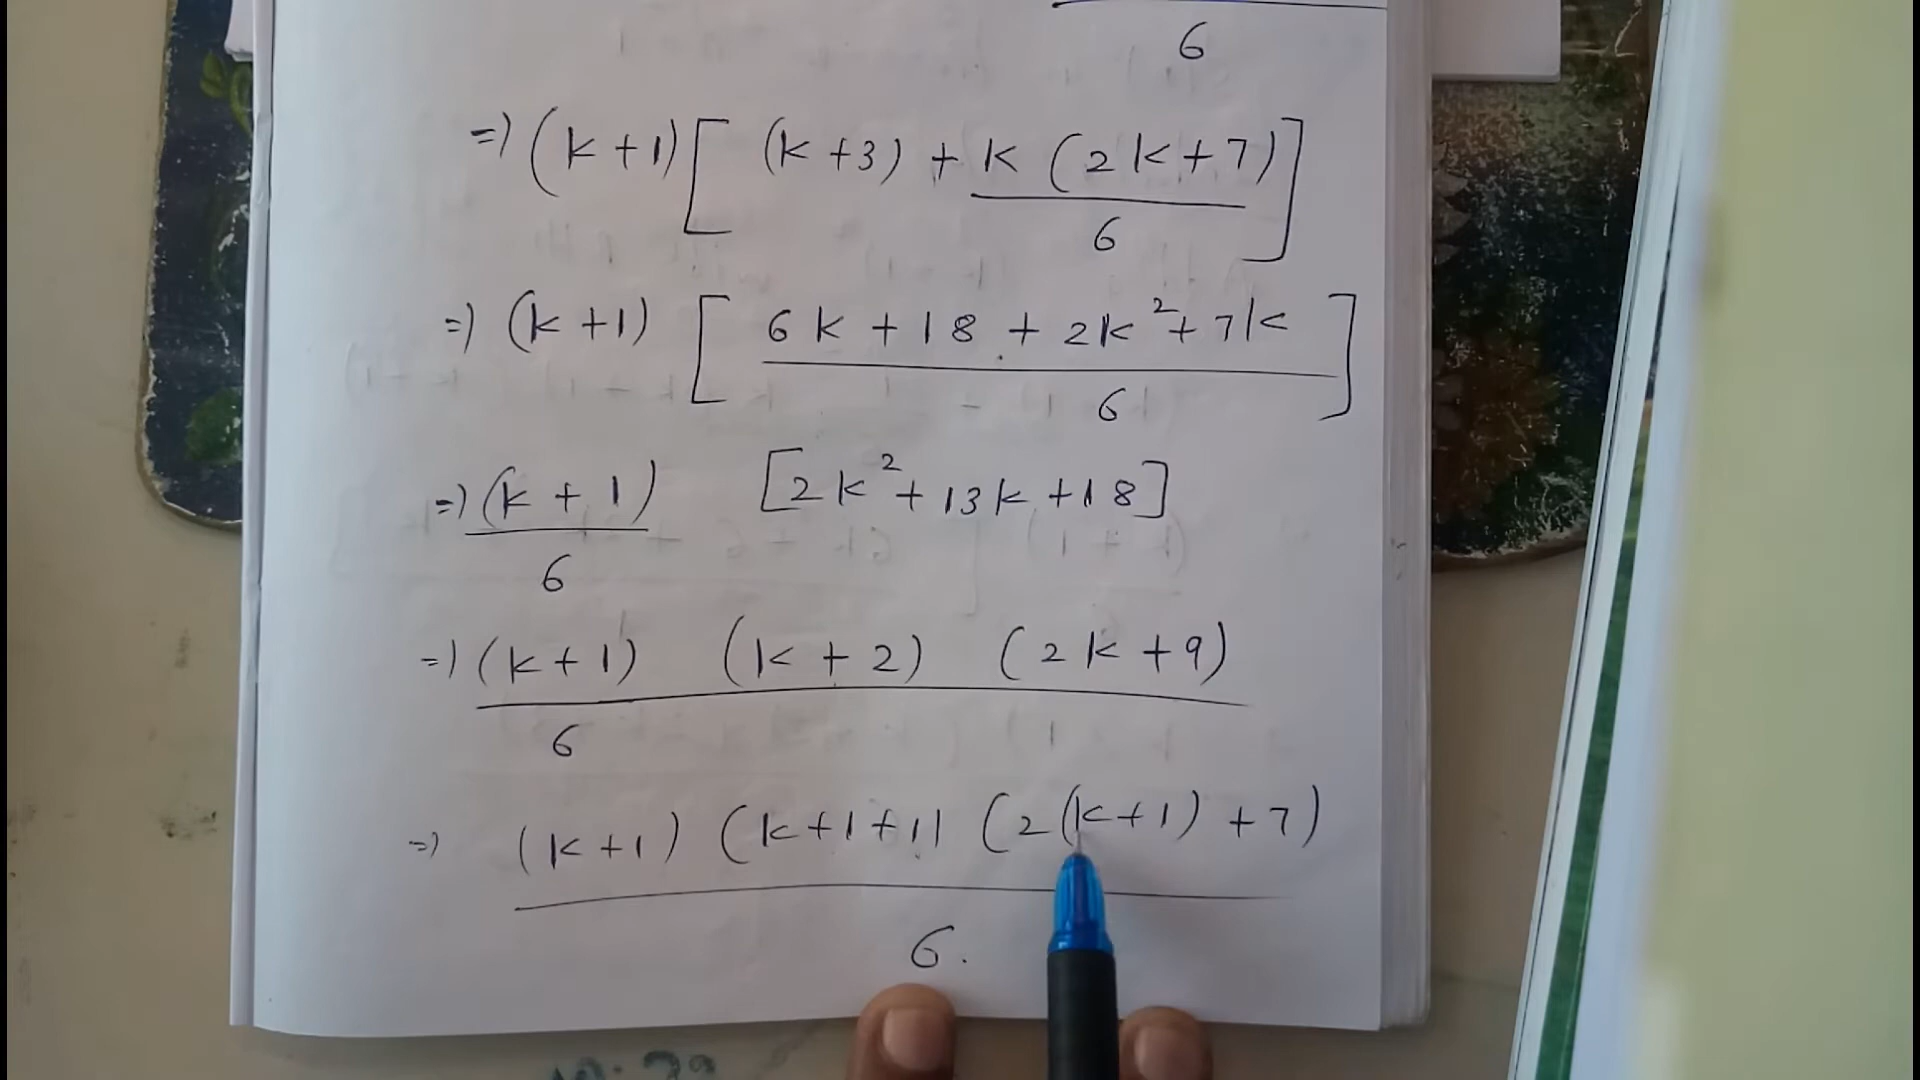 6
=) (k+1) [ (k+3) + k (2k+7) ]
6
=) (k+1) [ 6k + 18 + 2k² + 7k ]
6
=) (k+1) [2k² + 13k + 18]
6
=) (k+1) (k+2) (2k+9)
6
=) (k+1) (k+1+1) (2(k+1)+7)
6.